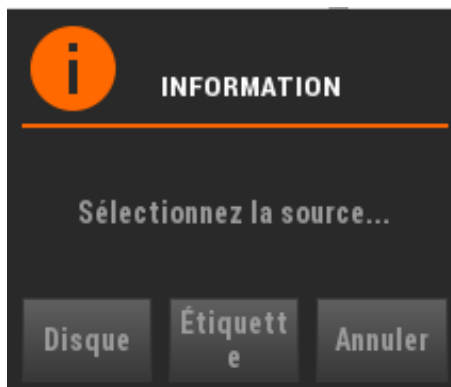 i
INFORMATION
Sélectionnez la source...
Disque
Étiquett
e
Annuler